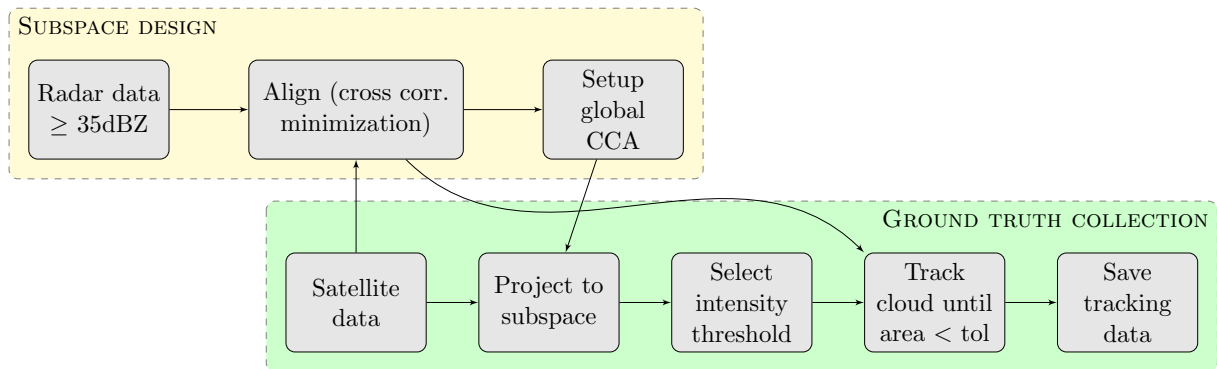 SUBSPACE DESIGN
Radar data
≥ 35dBZ
Align (cross corr.
minimization)
Setup
global
CCA
GROUND TRUTH COLLECTION
Satellite
data
Project to
subspace
Select
intensity
threshold
Track
cloud until
area < tol
Save
tracking
data